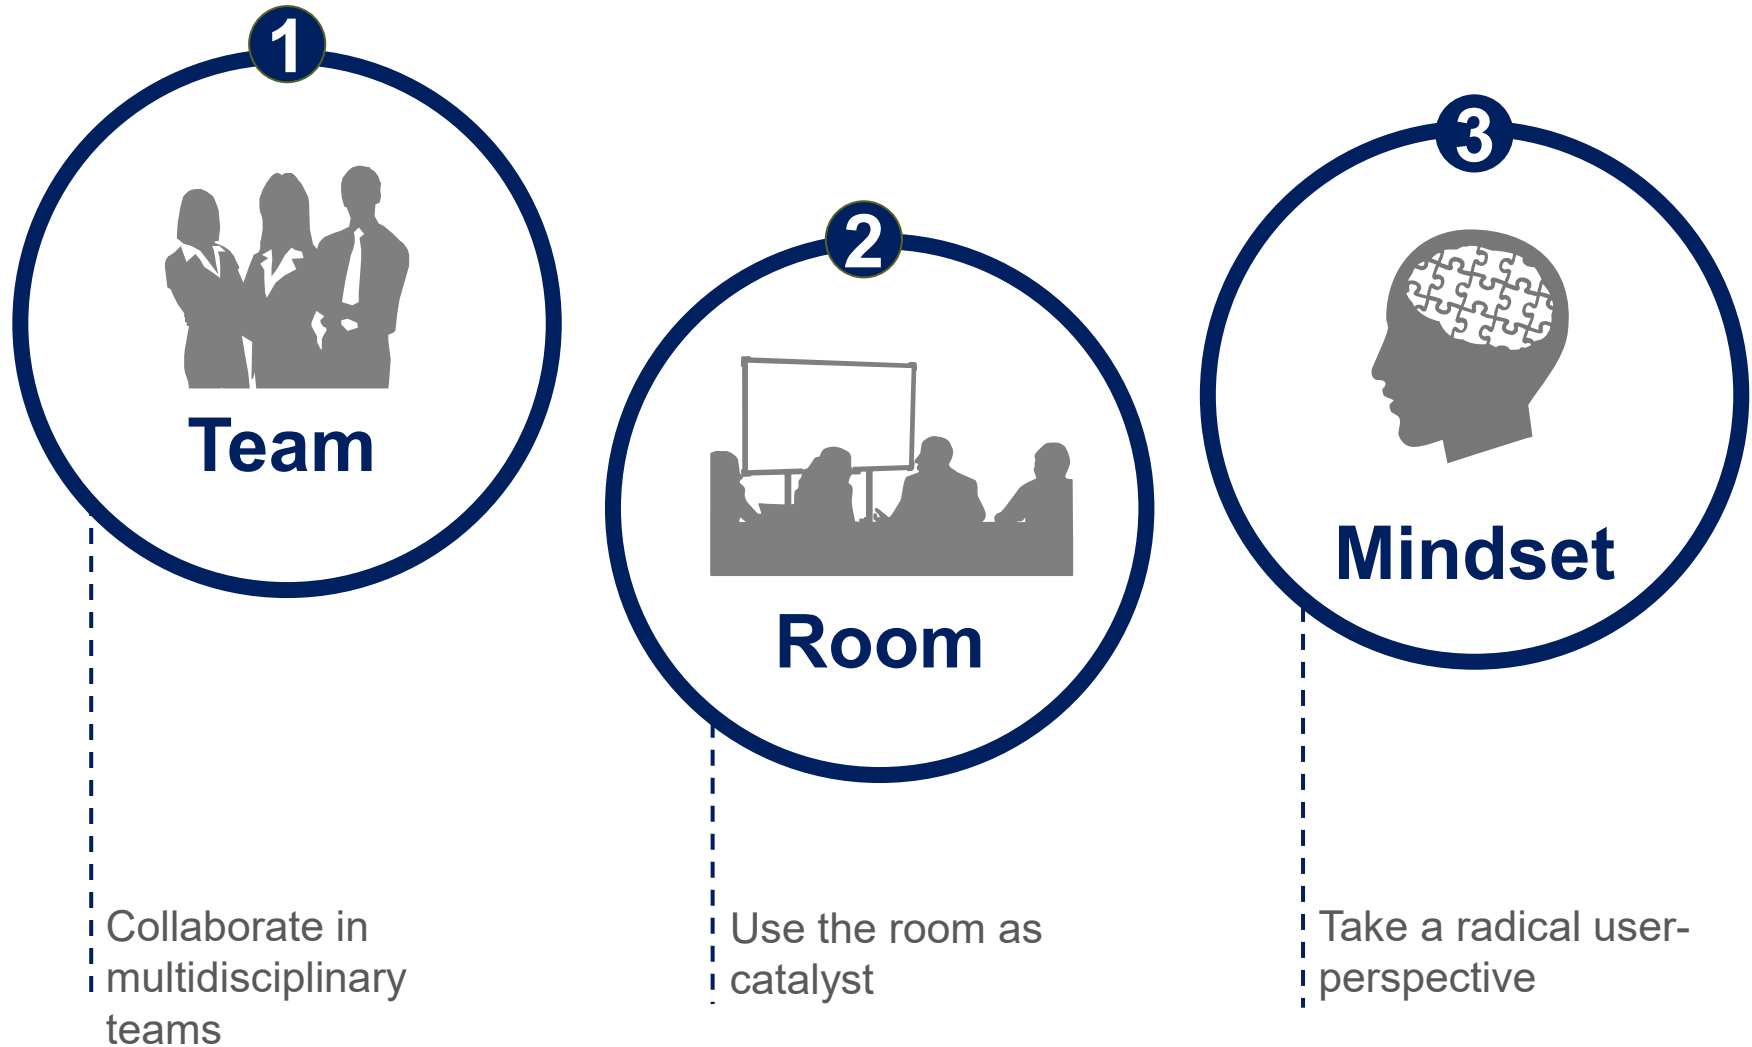 1
Team
Collaborate in
multidisciplinary
teams
2
Room
Use the room as
catalyst
3
Mindset
Take a radical user-
perspective